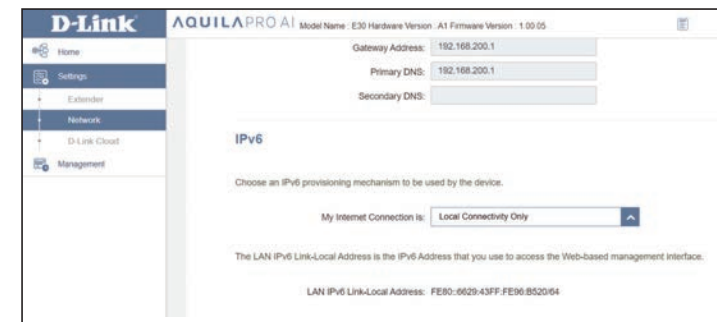 D-Link
AQUILA PRO AI Model Name : E30 Hardware Version : A1 Firmware Version : 1.00.05
Home
Settings
Extender
Network
D-Link Cloud
Management
Gateway Address: 192.168.200.1
Primary DNS: 192.168.200.1
Secondary DNS:
IPv6
Choose an IPv6 provisioning mechanism to be used by the device.
My Internet Connection is: Local Connectivity Only
The LAN IPv6 Link-Local Address is the IPv6 Address that you use to access the Web-based management interface.
LAN IPv6 Link-Local Address: FE80::6629:43FF:FE96:B520/64